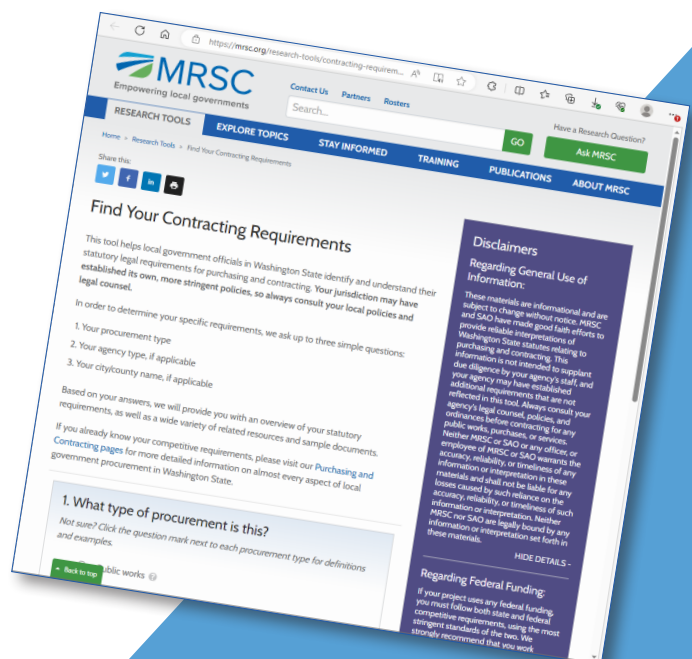 https://mrsc.org/research-tools/contracting-requirem...
MRSC
Empowering local governments
Contact Us Partners Rosters
Search...
GO
Have a Research Question?
Ask MRSC
RESEARCH TOOLS EXPLORE TOPICS STAY INFORMED TRAINING PUBLICATIONS ABOUT MRSC
Home » Research Tools » Find Your Contracting Requirements
Share this:
Find Your Contracting Requirements
This tool helps local government officials in Washington State identify and understand their
statutory legal requirements for purchasing and contracting. Your jurisdiction may have
established its own, more stringent policies, so always consult your local policies and
legal counsel.
In order to determine your specific requirements, we ask up to three simple questions:
1. Your procurement type
2. Your agency type, if applicable
3. Your city/county name, if applicable
Based on your answers, we will provide you with an overview of your statutory
requirements, as well as a wide variety of related resources and sample documents.
If you already know your competitive requirements, please visit our Purchasing and
Contracting pages for more detailed information on almost every aspect of local
government procurement in Washington State.
1. What type of procurement is this?
Not sure? Click the question mark next to each procurement type for definitions
and examples.
ublic works
Back to top
Disclaimers
Regarding General Use of
Information:
These materials are informational and are
subject to change without notice. MRSC
and SAO have made good faith efforts to
provide reliable interpretations of
Washington State statutes relating to
purchasing and contracting. This
information is not intended to supplant
due diligence by your agency's staff, and
your agency may have established
additional requirements that are not
reflected in this tool. Always consult your
agency's legal counsel, policies, and
ordinances before contracting for any
public works, purchases, or services.
Neither MRSC or SAO or any officer, or
employee of MRSC or SAO warrants the
accuracy, reliability, or timeliness of any
information or interpretation in these
materials and shall not be liable for any
losses caused by such reliance on the
accuracy, reliability, or timeliness of such
information or interpretation. Neither
MRSC nor SAO are legally bound by any
information or interpretation set forth in
these materials.
HIDE DETAILS -
Regarding Federal Funding:
If your project uses any federal funding,
you must follow both state and federal
competitive requirements, using the most
stringent standards of the two. We
strongly recommend that you work